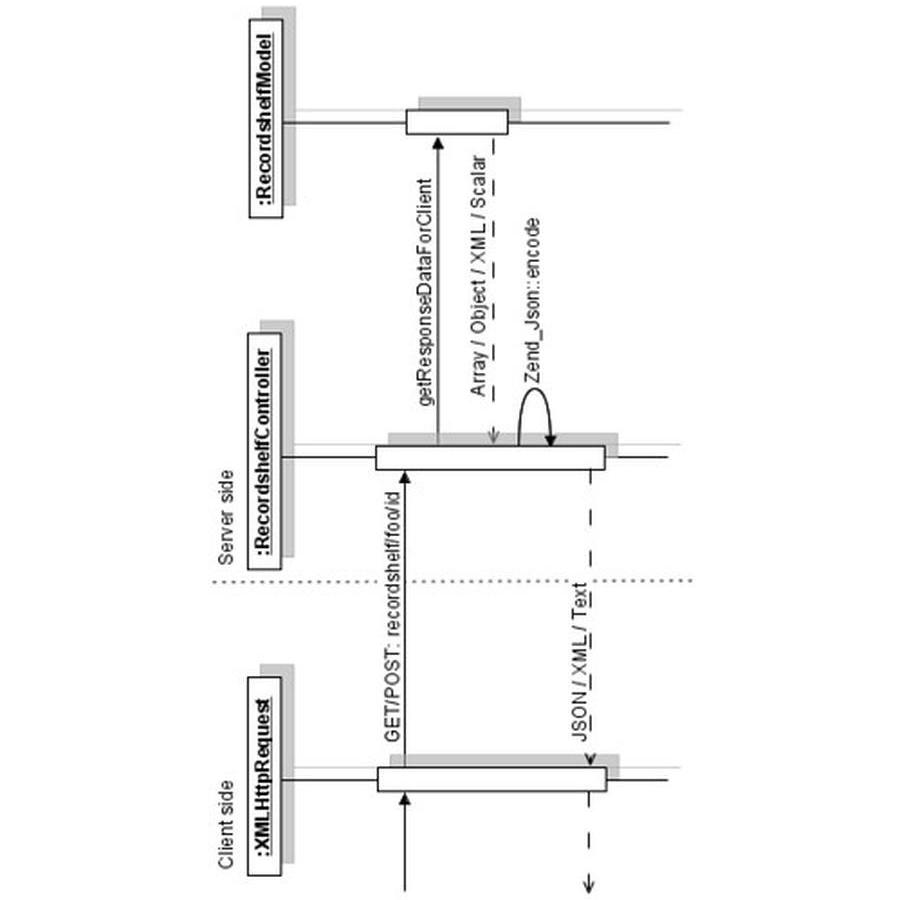 Client side
Server side
:XMLHttpRequest
:RecordshelfController
:RecordshelfModel
GET/POST: recordshelf/foo/id
getResponseDataForClient
Array / Object / XML / Scalar
Zend_Json::encode
JSON / XML / Text